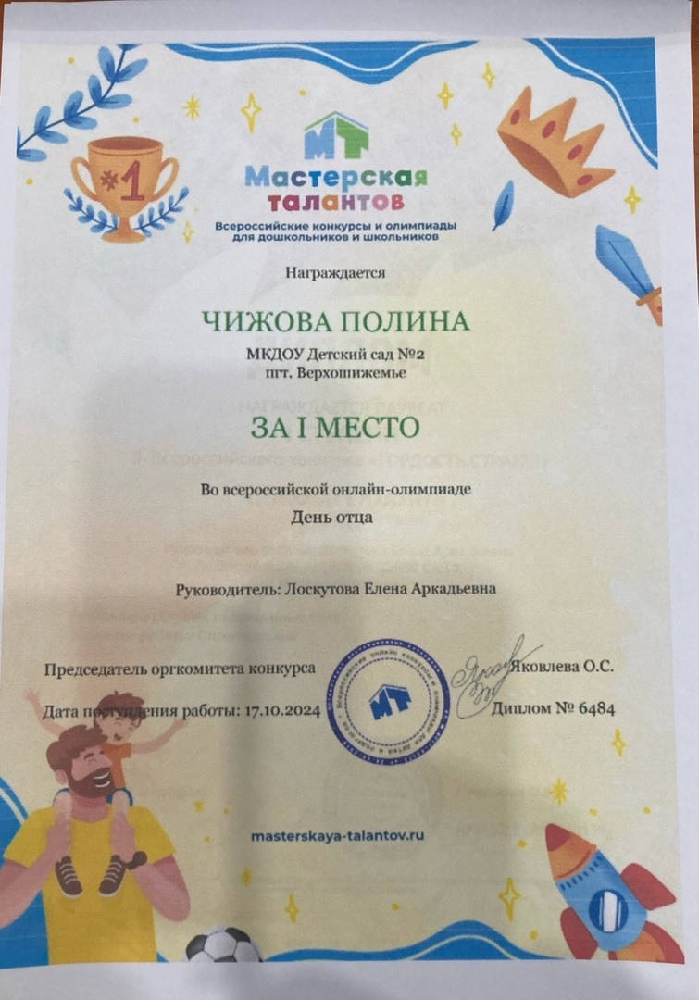 #1
МТ
Мастерская
талантов
Всероссийские конкурсы и олимпиады
для дошкольников и школьников
Награждается
ЧИЖОВА ПОЛИНА
МКДОУ Детский сад №2
пгт. Верхошижемье
ЗА I МЕСТО
Во всероссийской онлайн-олимпиаде
День отца
Руководитель: Лоскутова Елена Аркадьевна
Председатель оргкомитета конкурса
Яковлева О.С.
Дата поступления работы: 17.10.2024
Диплом № 6484
МТ
masterskaya-talantov.ru